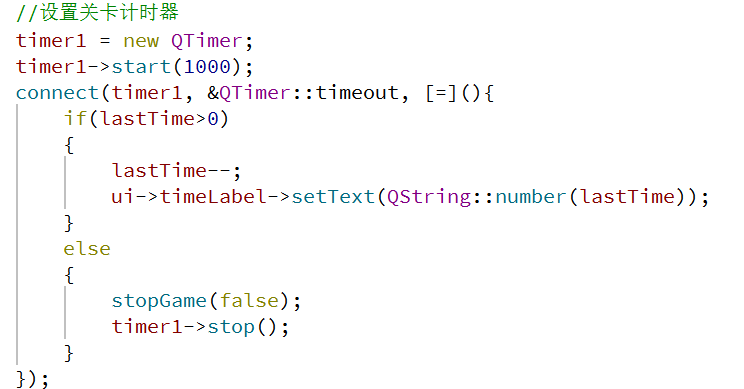 //设置关卡计时器
timer1 = new QTimer;
timer1->start(1000);
connect(timer1, &QTimer::timeout, [=](){
    if(lastTime>0)
    {
        lastTime--;
        ui->timeLabel->setText(QString::number(lastTime));
    }
    else
    {
        stopGame(false);
        timer1->stop();
    }
});